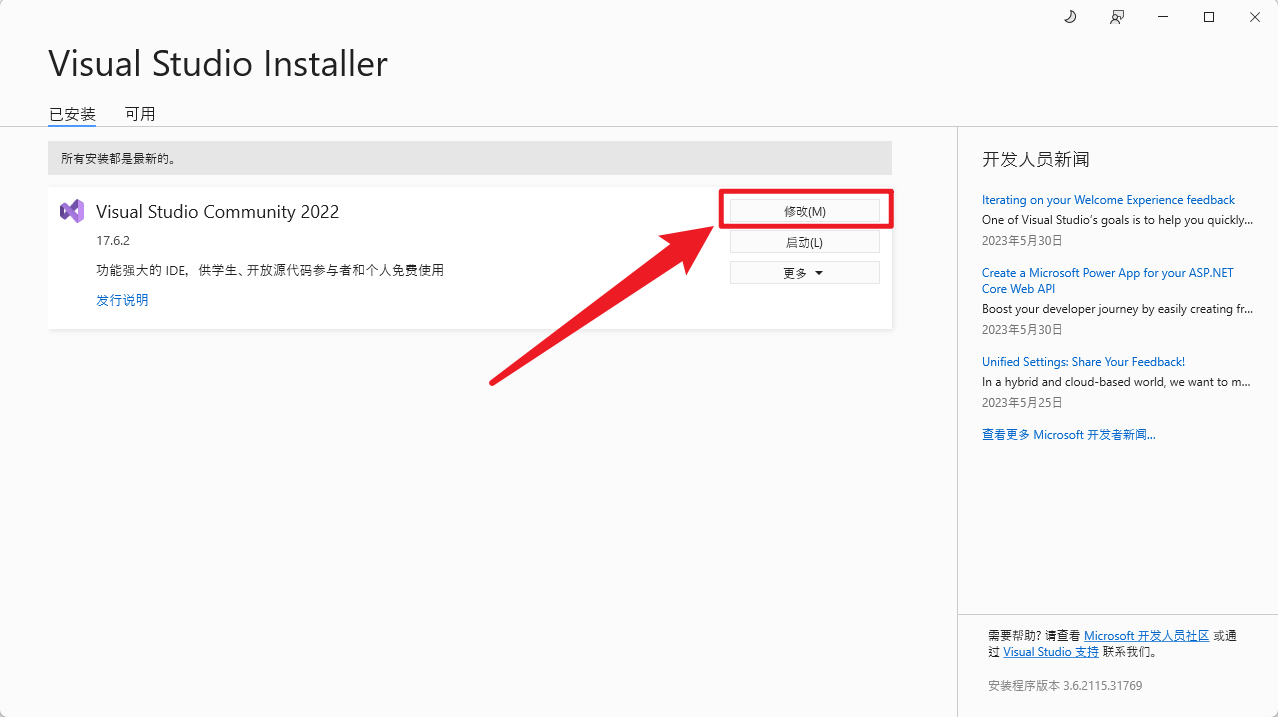 Visual Studio Installer
已安装
可用
所有安装都是最新的。
Visual Studio Community 2022
17.6.2
功能强大的 IDE，供学生、开放源代码参与者和个人免费使用
发行说明
修改(M)
启动(L)
更多
开发人员新闻
Iterating on your Welcome Experience feedback
One of Visual Studio’s goals is to help you quickly...
2023年5月30日
Create a Microsoft Power App for your ASP.NET
Core Web API
Boost your developer journey by easily creating fr...
2023年5月30日
Unified Settings: Share Your Feedback!
In a hybrid and cloud-based world, we want to m...
2023年5月25日
查看更多 Microsoft 开发者新闻...
需要帮助? 请查看 Microsoft 开发人员社区 或通
过 Visual Studio 支持 联系我们。
安装程序版本 3.6.2115.31769